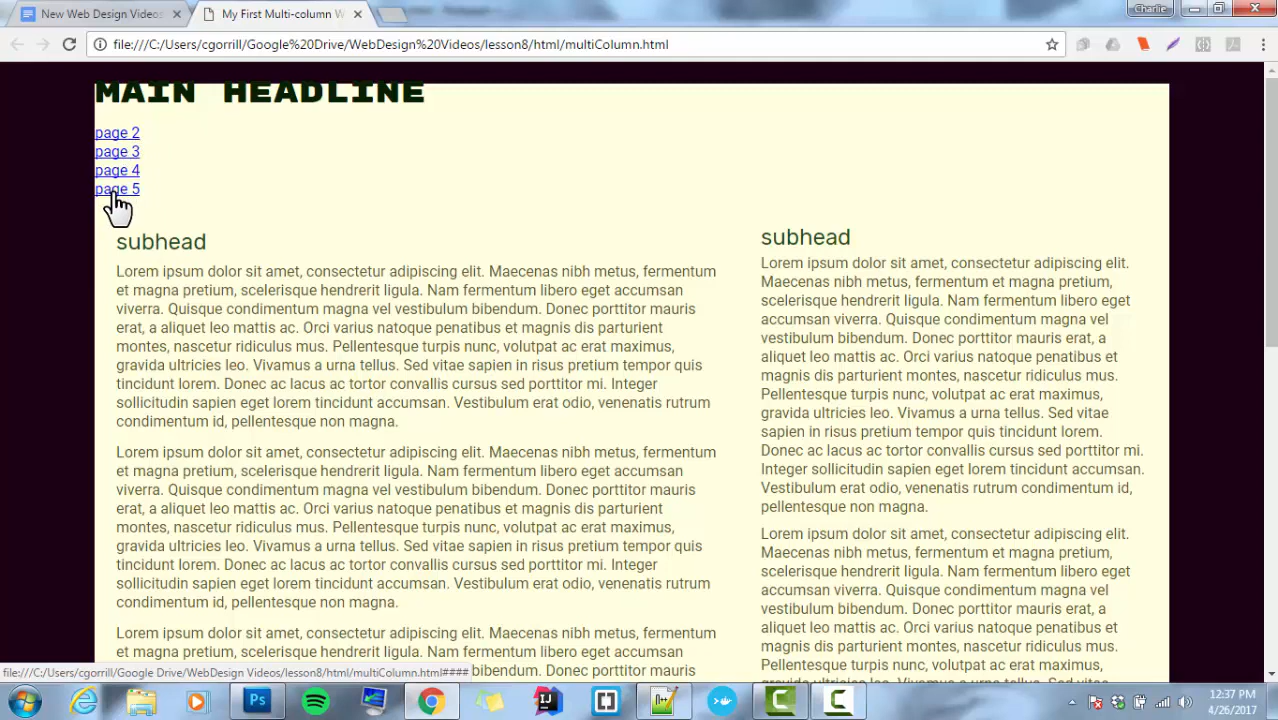 New Web Design Videos
My First Multi-column W
Charlie
file:///C:/Users/cgorrill/Google%20Drive/WebDesign%20Videos/lesson8/html/multiColumn.html
MAIN HEADLINE
page 2
page 3
page 4
page 5
subhead
Lorem ipsum dolor sit amet, consectetur adipiscing elit. Maecenas nibh metus, fermentum
et magna pretium, scelerisque hendrerit ligula. Nam fermentum libero eget accumsan
viverra. Quisque condimentum magna vel vestibulum bibendum. Donec porttitor mauris
erat, a aliquet leo mattis ac. Orci varius natoque penatibus et magnis dis parturient
montes, nascetur ridiculus mus. Pellentesque turpis nunc, volutpat ac erat maximus,
gravida ultricies leo. Vivamus a urna tellus. Sed vitae sapien in risus pretium tempor quis
tincidunt lorem. Donec ac lacus ac tortor convallis cursus sed porttitor mi. Integer
sollicitudin sapien eget lorem tincidunt accumsan. Vestibulum erat odio, venenatis rutrum
condimentum id, pellentesque non magna.
Lorem ipsum dolor sit amet, consectetur adipiscing elit. Maecenas nibh metus, fermentum
et magna pretium, scelerisque hendrerit ligula. Nam fermentum libero eget accumsan
viverra. Quisque condimentum magna vel vestibulum bibendum. Donec porttitor mauris
erat, a aliquet leo mattis ac. Orci varius natoque penatibus et magnis dis parturient
montes, nascetur ridiculus mus. Pellentesque turpis nunc, volutpat ac erat maximus,
gravida ultricies leo. Vivamus a urna tellus. Sed vitae sapien in risus pretium tempor quis
tincidunt lorem. Donec ac lacus ac tortor convallis cursus sed porttitor mi. Integer
sollicitudin sapien eget lorem tincidunt accumsan. Vestibulum erat odio, venenatis rutrum
condimentum id, pellentesque non magna.
Lorem ipsum dolor sit amet, consectetur adipiscing elit. Maecenas nibh metus, fermentum
et magna pretium, scelerisque hendrerit ligula. Nam fermentum libero eget accumsan
bibendum. Donec porttitor mauris
subhead
Lorem ipsum dolor sit amet, consectetur adipiscing elit.
Maecenas nibh metus, fermentum et magna pretium,
scelerisque hendrerit ligula. Nam fermentum libero eget
accumsan viverra. Quisque condimentum magna vel
vestibulum bibendum. Donec porttitor mauris erat, a
aliquet leo mattis ac. Orci varius natoque penatibus et
magnis dis parturient montes, nascetur ridiculus mus.
Pellentesque turpis nunc, volutpat ac erat maximus,
gravida ultricies leo. Vivamus a urna tellus. Sed vitae
sapien in risus pretium tempor quis tincidunt lorem.
Donec ac lacus ac tortor convallis cursus sed porttitor mi.
Integer sollicitudin sapien eget lorem tincidunt accumsan.
Vestibulum erat odio, venenatis rutrum condimentum id,
pellentesque non magna.
Lorem ipsum dolor sit amet, consectetur adipiscing elit.
Maecenas nibh metus, fermentum et magna pretium,
scelerisque hendrerit ligula. Nam fermentum libero eget
accumsan viverra. Quisque condimentum magna vel
vestibulum bibendum. Donec porttitor mauris erat, a
aliquet leo mattis ac. Orci varius natoque penatibus et
magnis dis parturient montes, nascetur ridiculus mus.
Pellentesque turpis nunc, volutpat ac erat maximus,
file:///C:/Users/cgorrill/Google Drive/WebDesign Videos/lesson8/html/multiColumn.html####
Ps
12:37 PM
4/26/2017